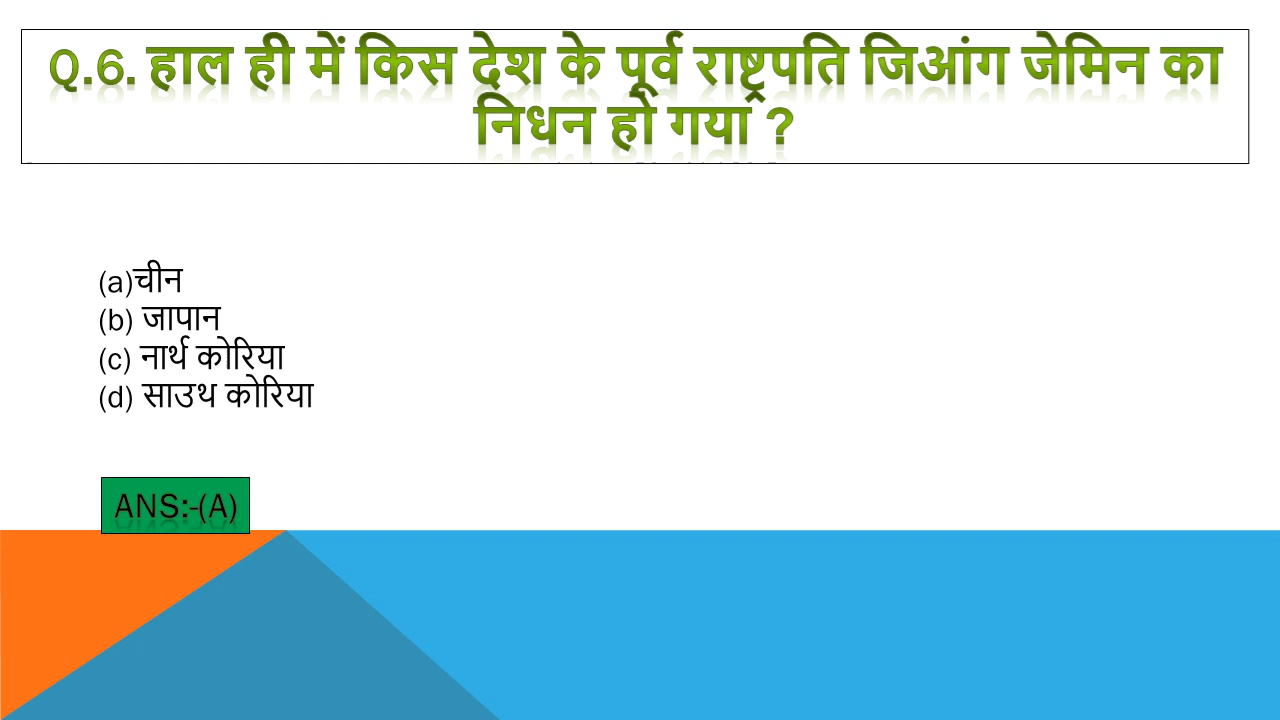 Q.6. हाल ही में किस देश के पूर्व राष्ट्रपति जिआंग जेमिन का
निधन हो गया ?
(a)चीन
(b) जापान
(c) नार्थ कोरिया
(d) साउथ कोरिया
ANS:-(A)